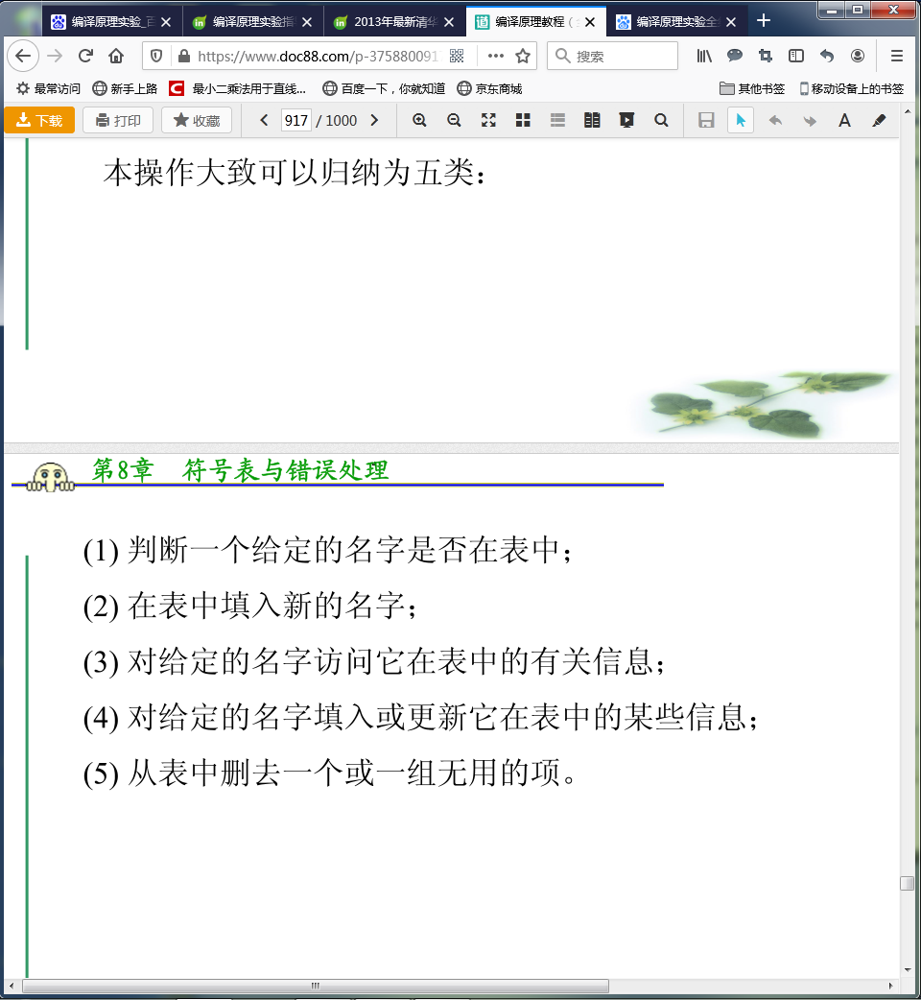 编译原理实验_百
编译原理实验指
2013年最新清华
编译原理教程（
编译原理实验全
https://www.doc88.com/p-37588009
搜索
最常访问 新手上路 最小二乘法用于直线... 百度一下，你就知道 京东商城 其他书签 移动设备上的书签
下载 打印 收藏 917 / 1000
本操作大致可以归纳为五类：
第8章 符号表与错误处理
(1) 判断一个给定的名字是否在表中；
(2) 在表中填入新的名字；
(3) 对给定的名字访问它在表中的有关信息；
(4) 对给定的名字填入或更新它在表中的某些信息；
(5) 从表中删去一个或一组无用的项。